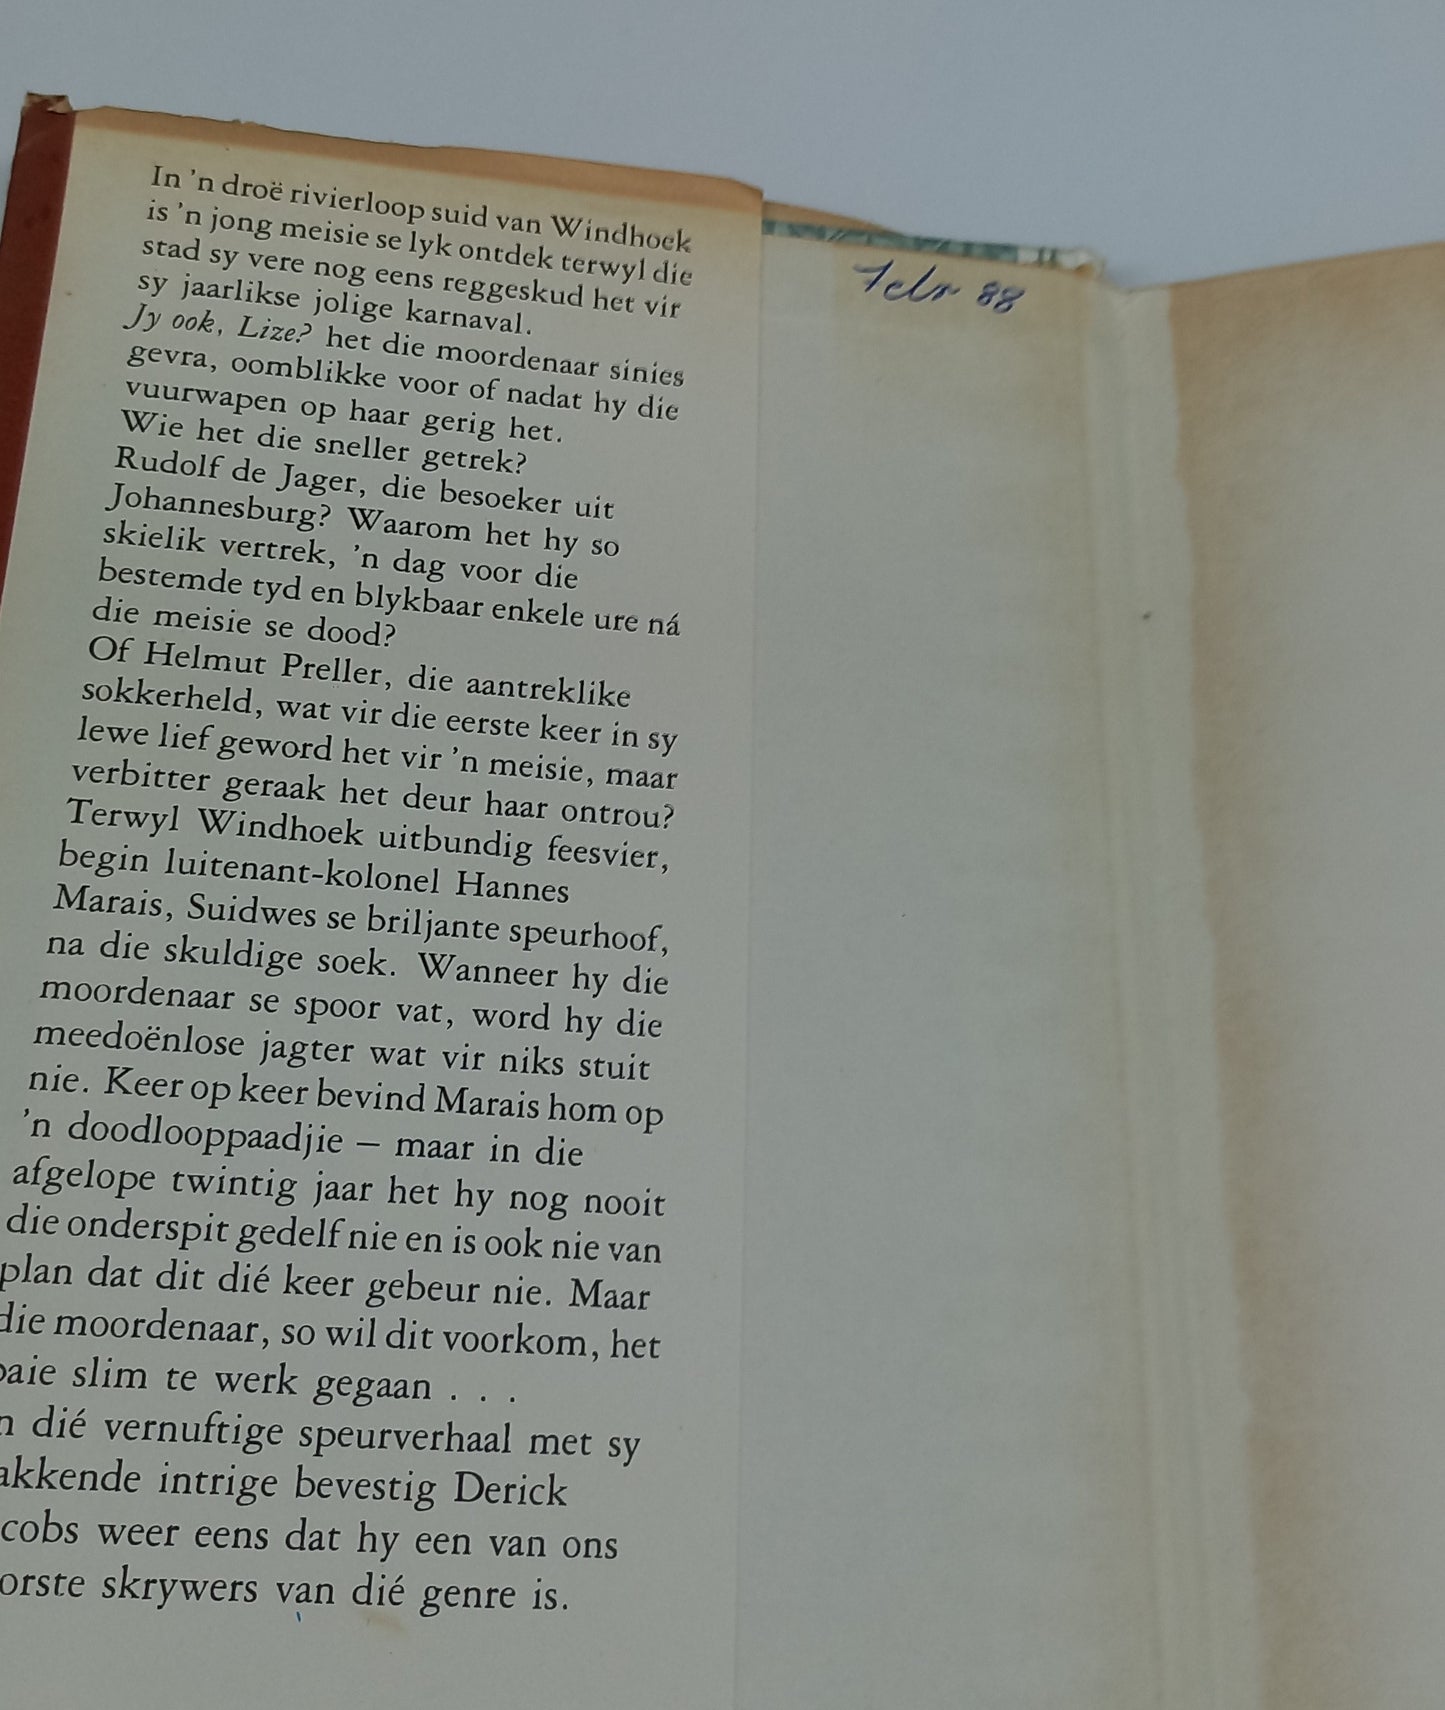 In 'n droë rivierloop suid van Windhoek
is 'n jong meisie se lyk ontdek terwyl die
stad sy vere nog eens reggeskud het vir
sy jaarlikse jolige karnaval.
Jy ook, Lize? het die moordenaar sinies
gevra, oomblikke voor of nadat hy die
vuurwapen op haar gerig het.
Wie het die sneller getrek?
Rudolf de Jager, die besoeker uit
Johannesburg? Waarom het hy so
skielik vertrek, 'n dag voor die
bestemde tyd en blykbaar enkele ure ná
die meisie se dood?
Of Helmut Preller, die aantreklike
sokkerheld, wat vir die eerste keer in sy
lewe lief geword het vir 'n meisie, maar
verbitter geraak het deur haar ontrou?
Terwyl Windhoek uitbundig feesvier,
begin luitenant-kolonel Hannes
Marais, Suidwes se briljante speurhoof,
na die skuldige soek. Wanneer hy die
moordenaar se spoor vat, word hy die
meedoënlose jagter wat vir niks stuit
nie. Keer op keer bevind Marais hom op
'n doodlooppaadjie – maar in die
afgelope twintig jaar het hy nog nooit
die onderspit gedelf nie en is ook nie van
plan dat dit dié keer gebeur nie. Maar
die moordenaar, so wil dit voorkom, het
baie slim te werk gegaan . . .
n dié vernuftige speurverhaal met sy
akkende intrige bevestig Derick
cobs weer eens dat hy een van ons
orste skrywers van dié genre is.
Febr 88